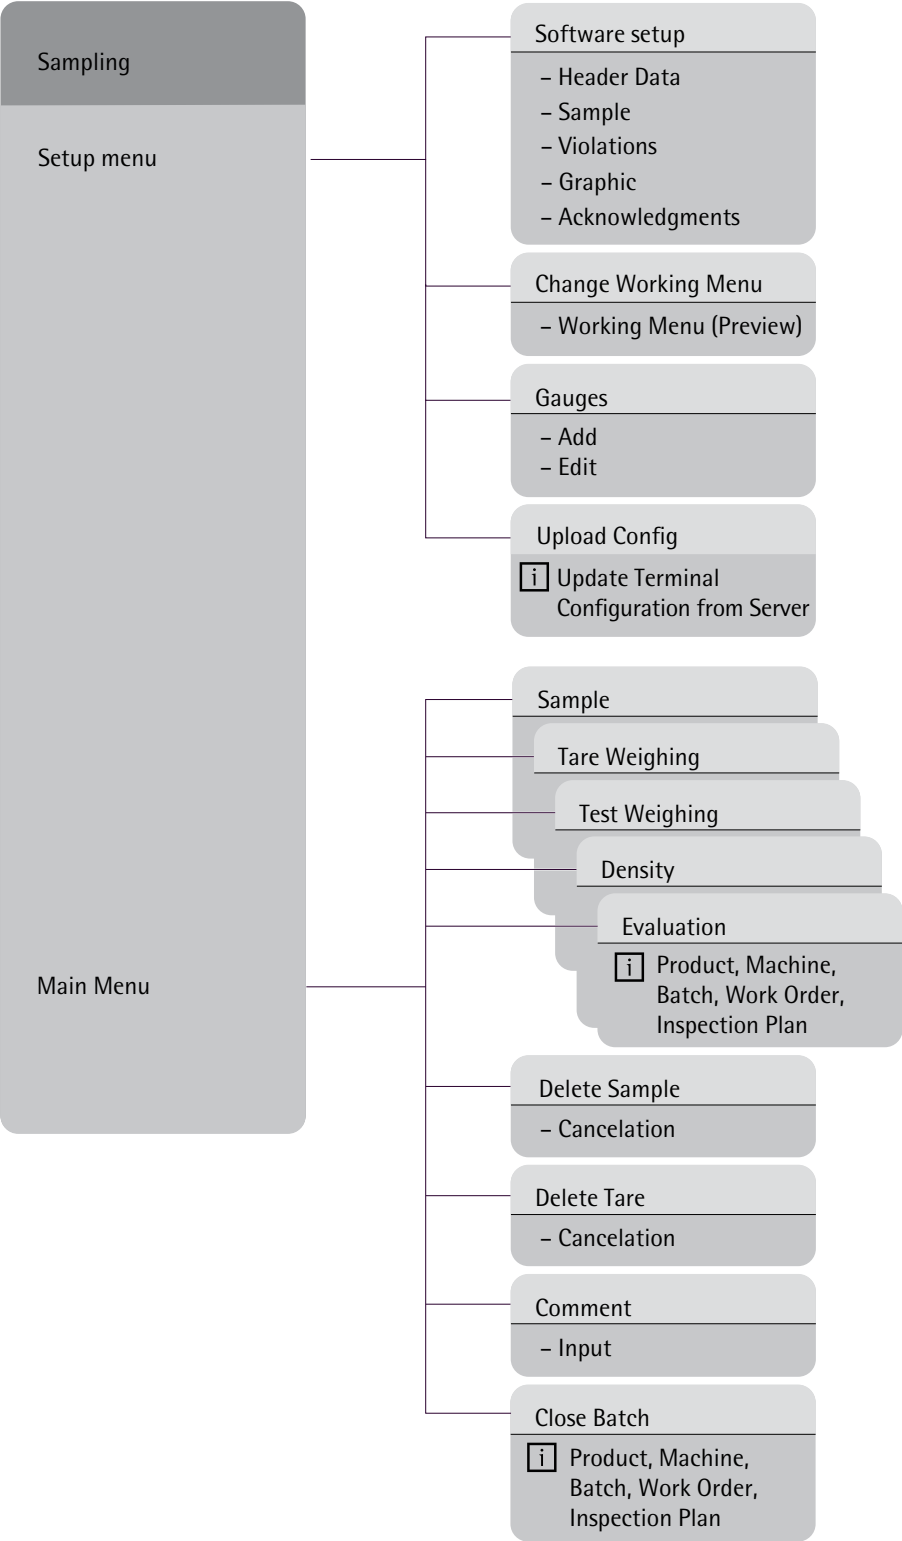 Sampling
Setup menu
Software setup
– Header Data
– Sample
– Violations
– Graphic
– Acknowledgments
Change Working Menu
– Working Menu (Preview)
Gauges
– Add
– Edit
Upload Config
i Update Terminal
Configuration from Server
Main Menu
Sample
Tare Weighing
Test Weighing
Density
Evaluation
i Product, Machine,
Batch, Work Order,
Inspection Plan
Delete Sample
– Cancelation
Delete Tare
– Cancelation
Comment
– Input
Close Batch
i Product, Machine,
Batch, Work Order,
Inspection Plan